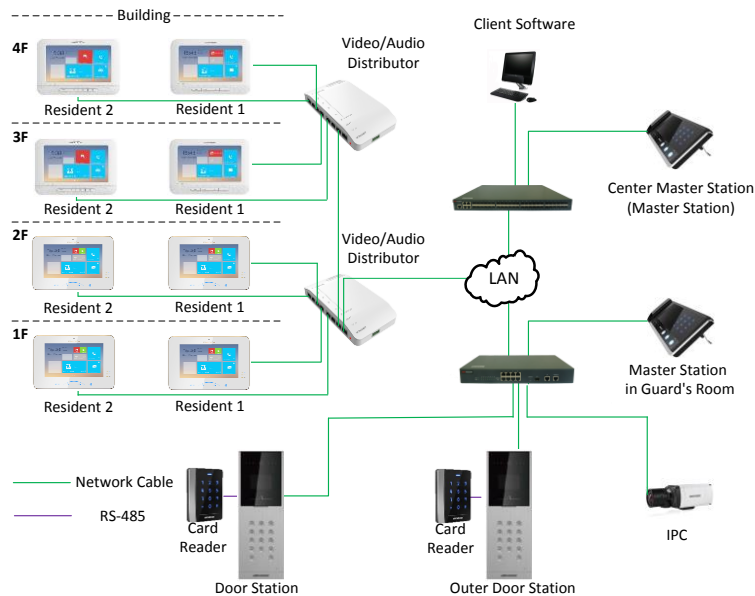 Building
4F
Resident 2
Resident 1
Video/Audio
Distributor
3F
Resident 2
Resident 1
2F
Resident 2
Resident 1
Video/Audio
Distributor
1F
Resident 2
Resident 1
Client Software
Center Master Station
(Master Station)
LAN
Master Station
in Guard's Room
Network Cable
RS-485
Card
Reader
Door Station
Card
Reader
Outer Door Station
IPC